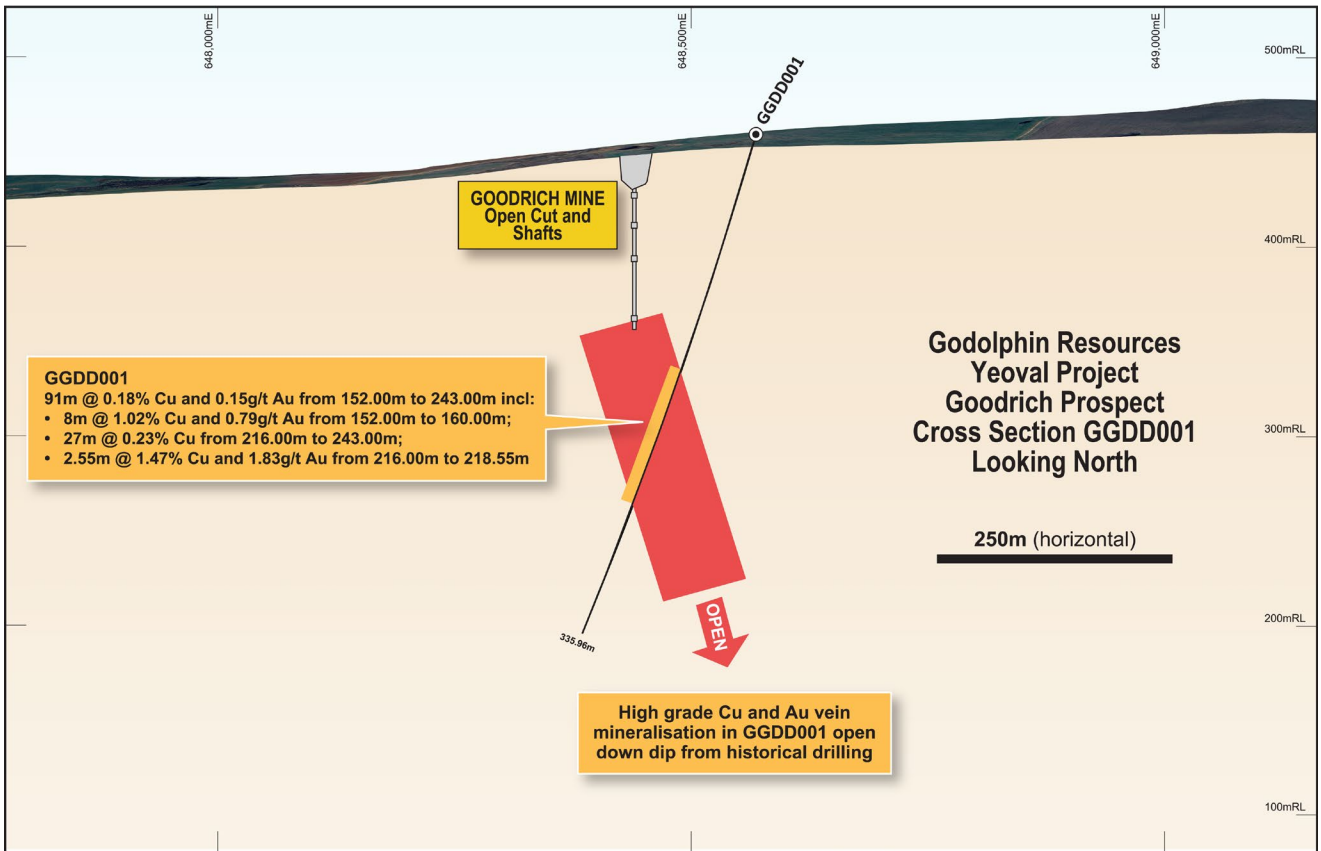 648,000mE
648,500mE
649,000mE
500mRL
GGDD001
GOODRICH MINE
Open Cut and
Shafts
400mRL
Godolphin Resources
Yeoval Project
Goodrich Prospect
Cross Section GGDD001
Looking North
GGDD001
91m @ 0.18% Cu and 0.15g/t Au from 152.00m to 243.00m incl:
• 8m @ 1.02% Cu and 0.79g/t Au from 152.00m to 160.00m;
• 27m @ 0.23% Cu from 216.00m to 243.00m;
• 2.55m @ 1.47% Cu and 1.83g/t Au from 216.00m to 218.55m
300mRL
250m (horizontal)
OPEN
200mRL
335.96m
High grade Cu and Au vein
mineralisation in GGDD001 open
down dip from historical drilling
100mRL